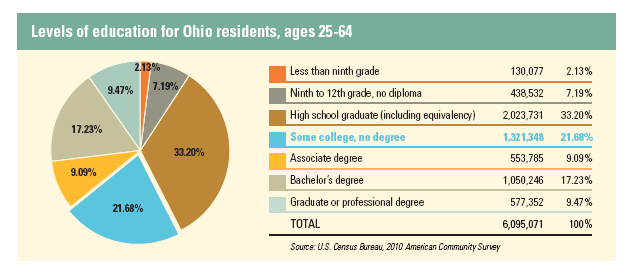 Levels of education for Ohio residents, ages 25-64
2.13%
7.19%
9.47%
17.23%
33.20%
9.09%
21.68%
Less than ninth grade 130,077 2.13%
Ninth to 12th grade, no diploma 438,532 7.19%
High school graduate (including equivalency) 2,023,731 33.20%
Some college, no degree 1,321,348 21.68%
Associate degree 553,785 9.09%
Bachelor's degree 1,050,246 17.23%
Graduate or professional degree 577,352 9.47%
TOTAL 6,095,071 100%
Source: U.S. Census Bureau, 2010 American Community Survey